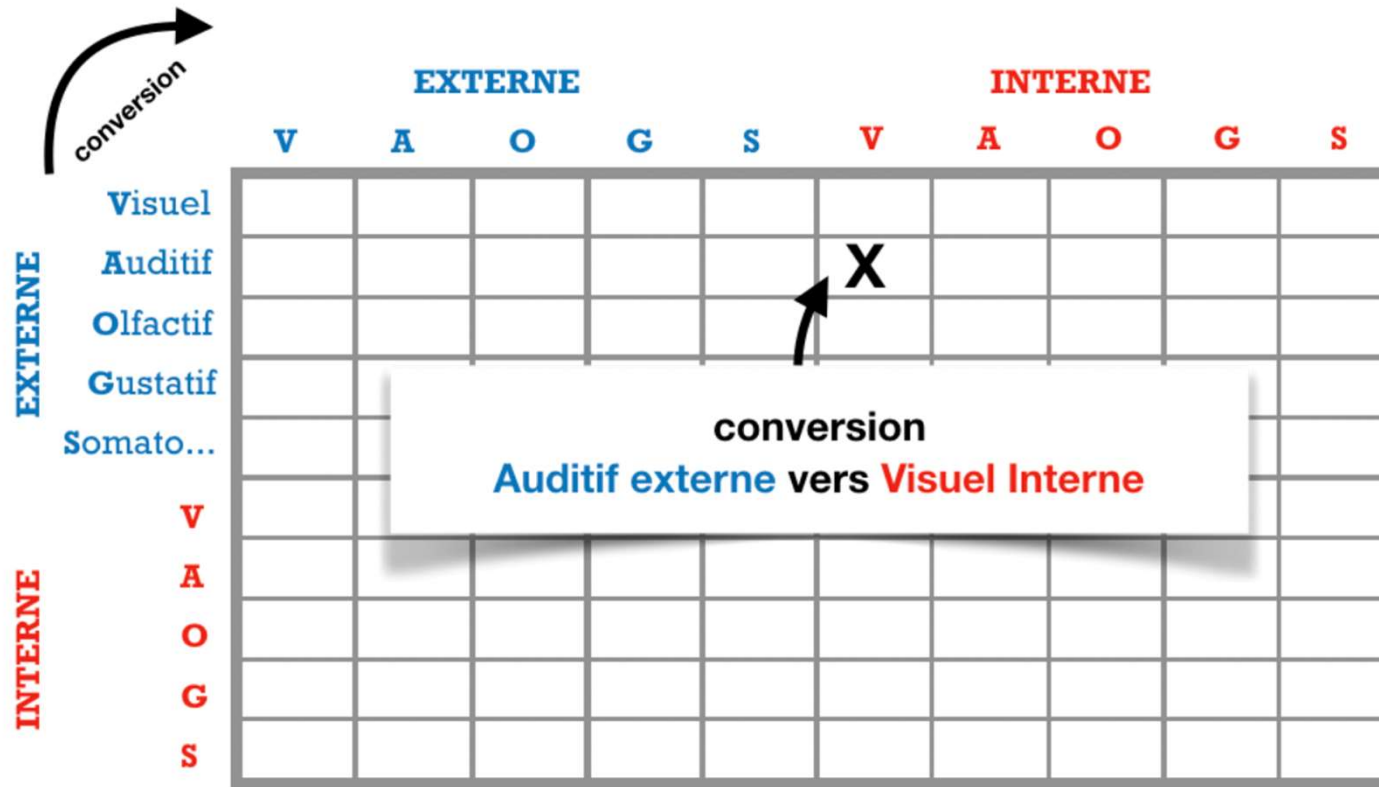 conversion
EXTERNE INTERNE
V A O G S V A O G S
EXTERNE
Visuel
Auditif X
Olfactif
Gustatif
Somato...
conversion
Auditif externe vers Visuel Interne
INTERNE
V
A
O
G
S